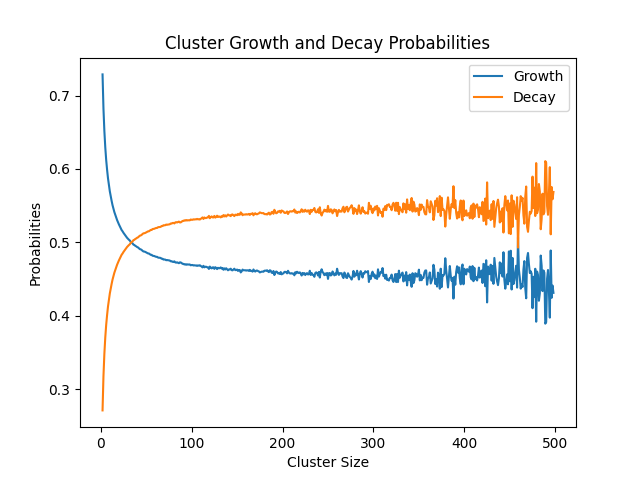 Cluster Growth and Decay Probabilities
Growth
Decay
0.7
0.6
0.5
0.4
0.3
Probabilities
0
100
200
300
400
500
Cluster Size